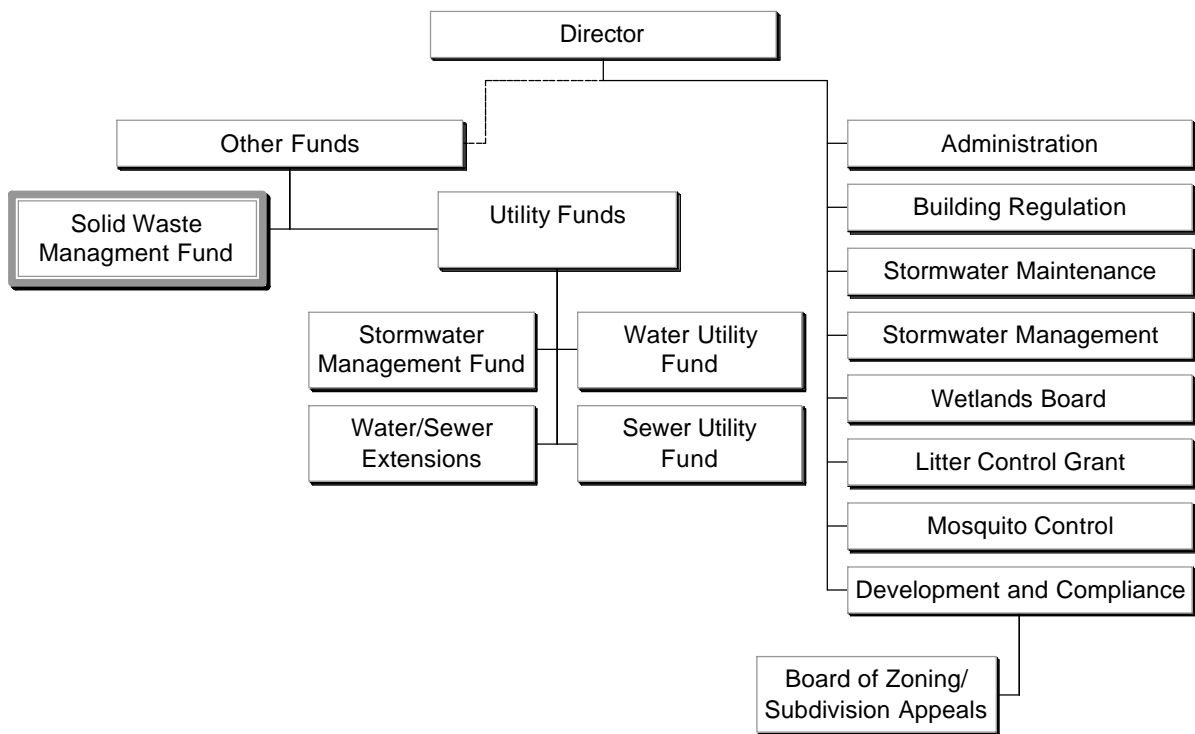 Director
Other Funds
Solid Waste
Managment Fund
Utility Funds
Stormwater
Management Fund
Water Utility
Fund
Water/Sewer
Extensions
Sewer Utility
Fund
Administration
Building Regulation
Stormwater Maintenance
Stormwater Management
Wetlands Board
Litter Control Grant
Mosquito Control
Development and Compliance
Board of Zoning/
Subdivision Appeals